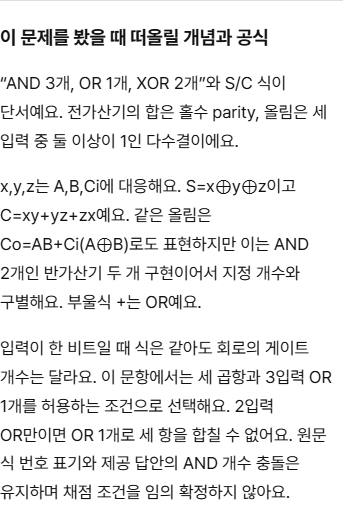 이 문제를 봤을 때 떠올릴 개념과 공식
“AND 3개, OR 1개, XOR 2개”와 S/C 식이
단서예요. 전가산기의 합은 홀수 parity, 올림은 세
입력 중 둘 이상이 1인 다수결이에요.
x,y,z는 A,B,Ci에 대응해요. S=x⊕y⊕z이고
C=xy+yz+zx예요. 같은 올림은
Co=AB+Ci(A⊕B)로도 표현하지만 이는 AND
2개인 반가산기 두 개 구현이어서 지정 개수와
구별해요. 부울식 +는 OR예요.
입력이 한 비트일 때 식은 같아도 회로의 게이트
개수는 달라요. 이 문항에서는 세 곱항과 3입력 OR
1개를 허용하는 조건으로 선택해요. 2입력
OR만이면 OR 1개로 세 항을 합칠 수 없어요. 원문
식 번호 표기와 제공 답안의 AND 개수 충돌은
유지하며 채점 조건을 임의 확정하지 않아요.